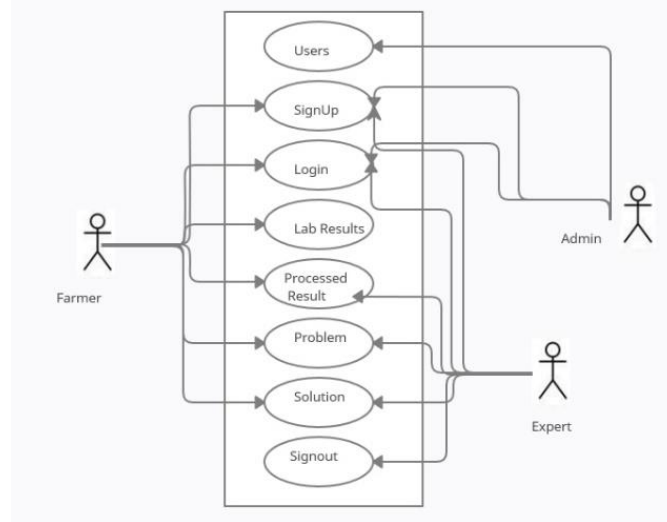 Users
SignUp
Login
Lab Results
Processed
Result
Problem
Solution
Signout
Farmer
Admin
Expert